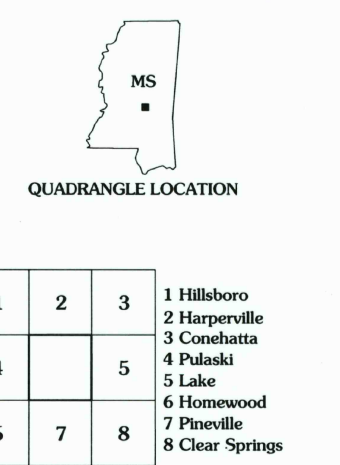 MS
QUADRANGLE LOCATION
2 3
5
7 8
1 Hillsboro
2 Harperville
3 Conehatta
4 Pulaski
5 Lake
6 Homewood
7 Pineville
8 Clear Springs